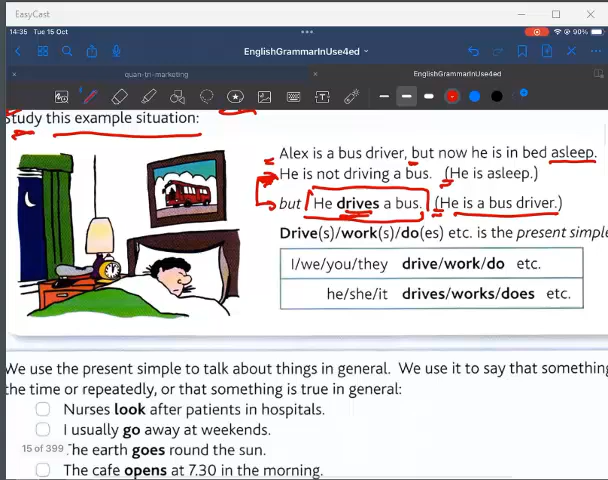 EasyCast
14:35 Tue 15 Oct
90%
EnglishGrammarInUse4ed
quan-tri-marketing
EnglishGrammarInUse4ed
Study this example situation:
Alex is a bus driver, but now he is in bed asleep.
He is not driving a bus. (He is asleep.)
but He drives a bus. (He is a bus driver.)
Drive(s)/work(s)/do(es) etc. is the present simple
I/we/you/they drive/work/do etc.
he/she/it drives/works/does etc.
We use the present simple to talk about things in general. We use it to say that something
the time or repeatedly, or that something is true in general:
Nurses look after patients in hospitals.
I usually go away at weekends.
15 of 399 The earth goes round the sun.
The cafe opens at 7.30 in the morning.